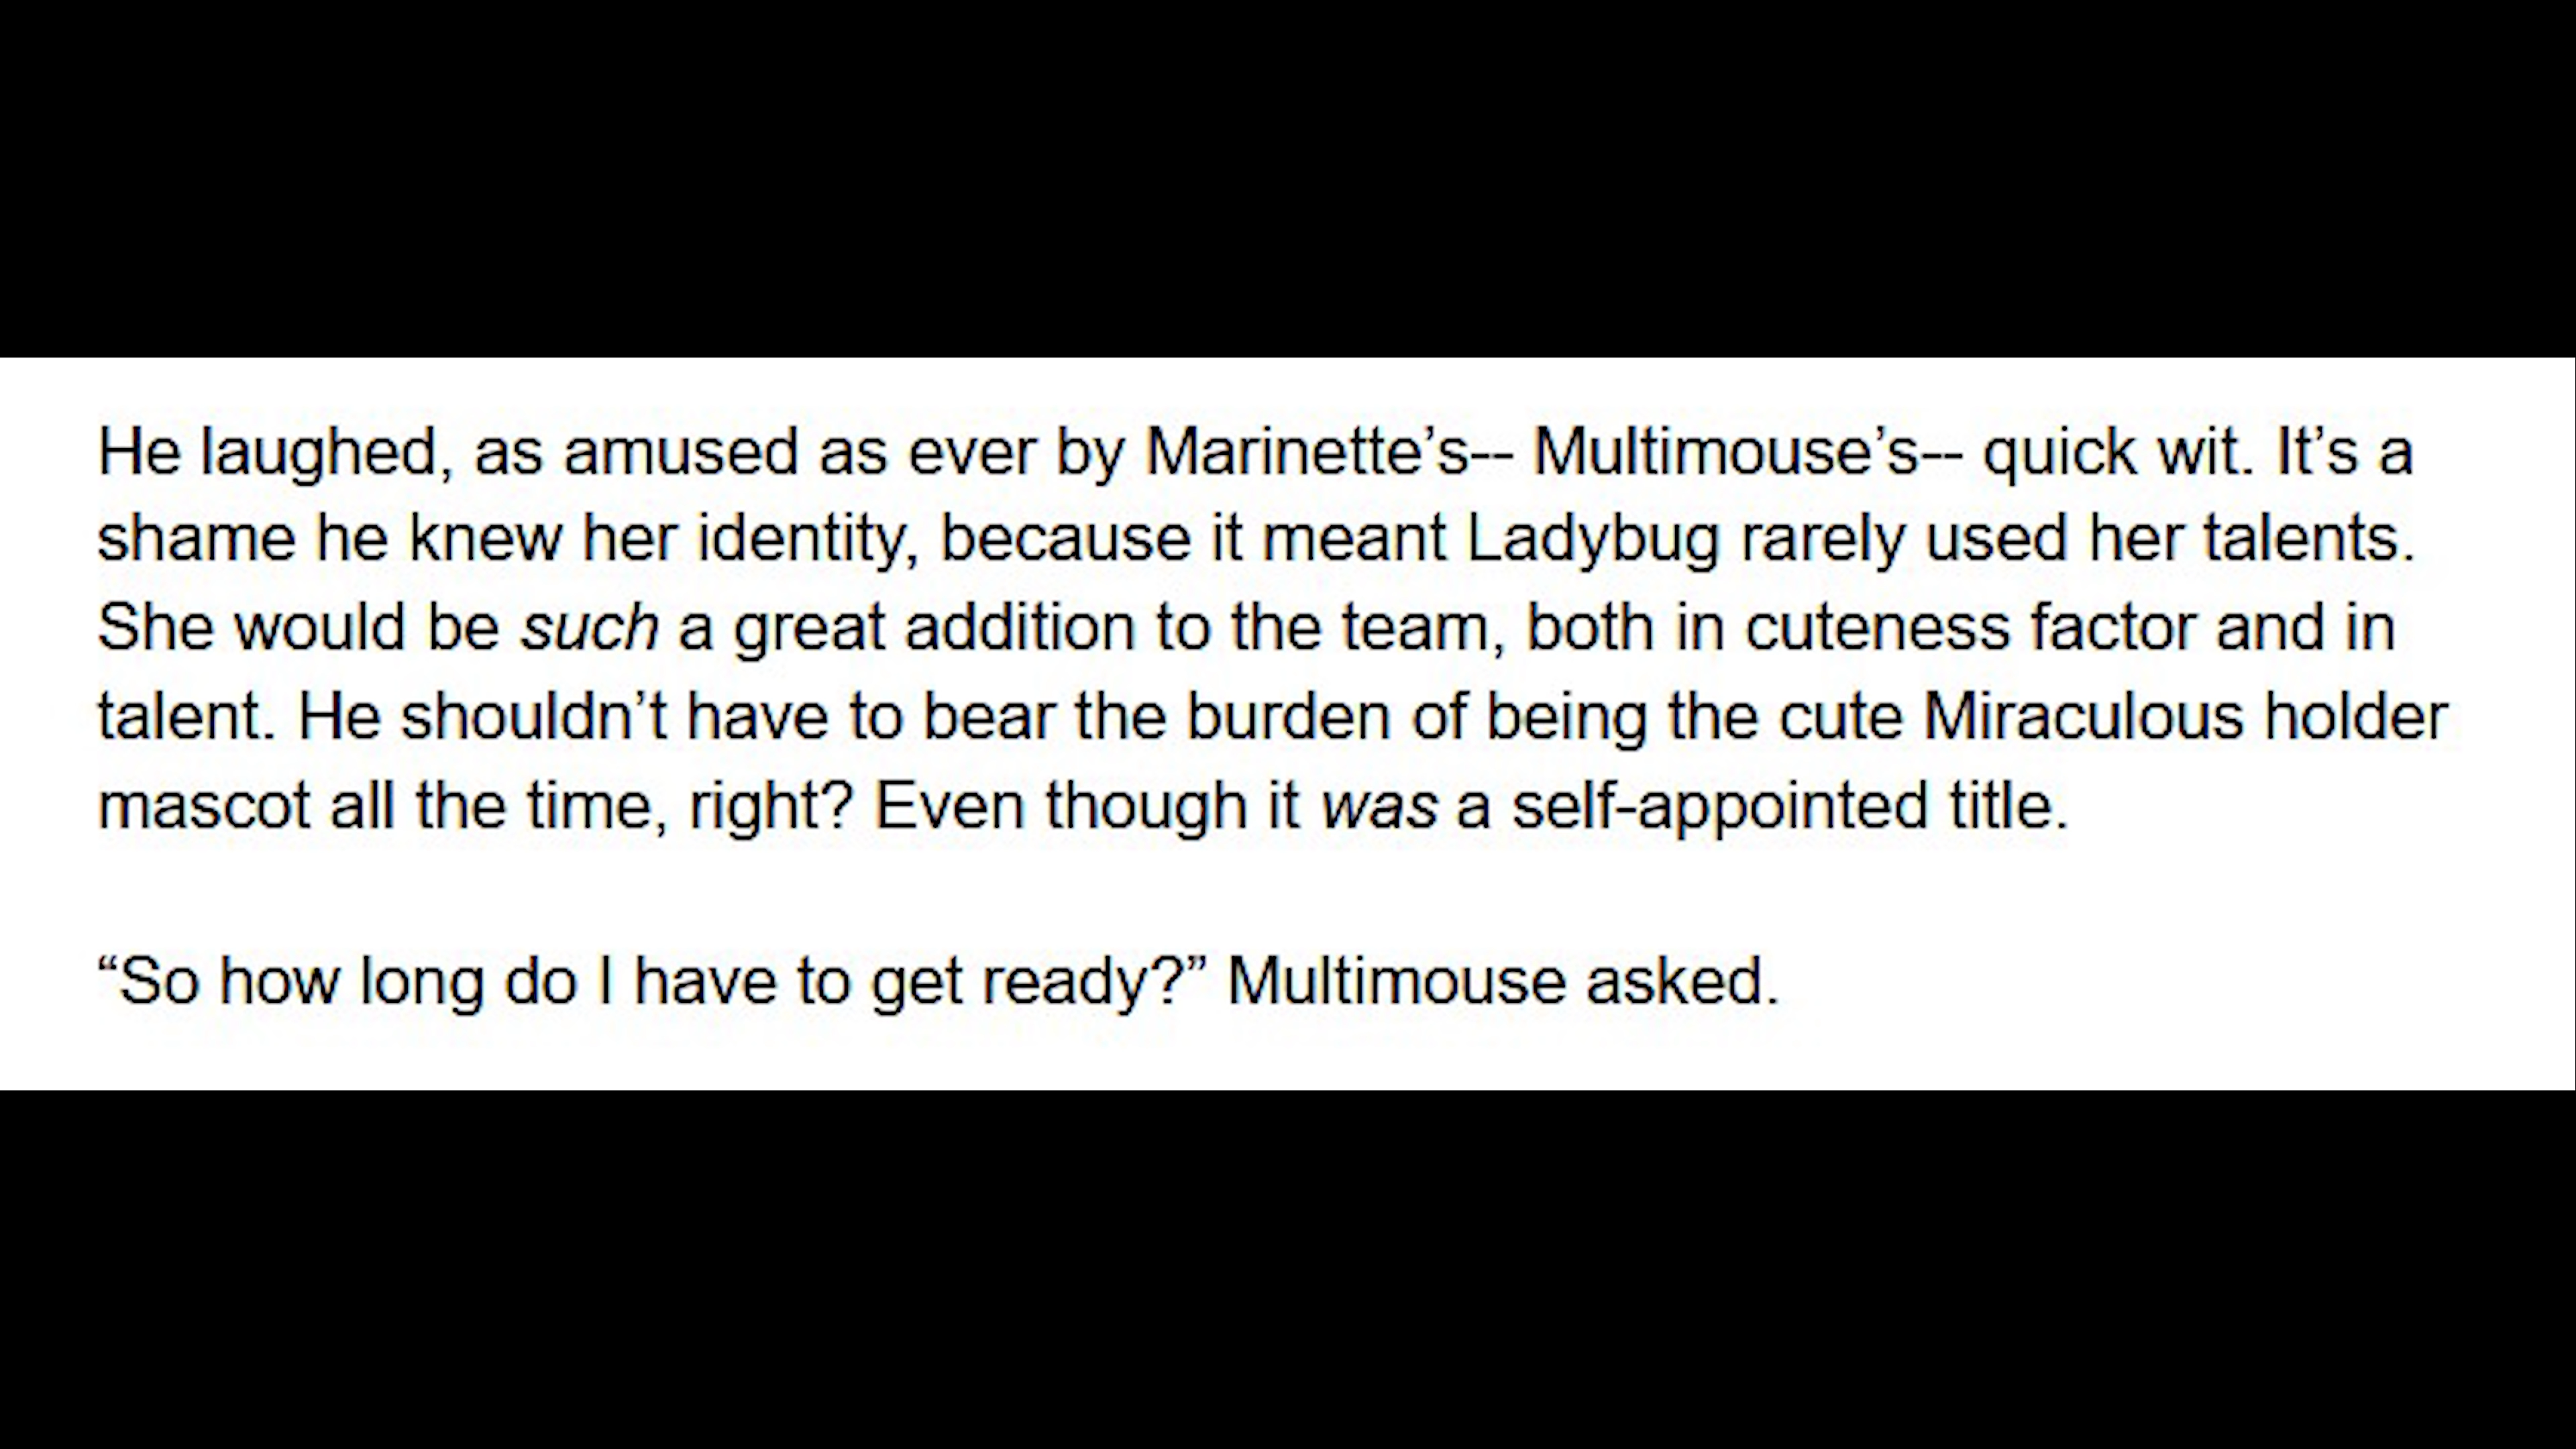 He laughed, as amused as ever by Marinette’s-- Multimouse’s-- quick wit. It’s a
shame he knew her identity, because it meant Ladybug rarely used her talents.
She would be such a great addition to the team, both in cuteness factor and in
talent. He shouldn’t have to bear the burden of being the cute Miraculous holder
mascot all the time, right? Even though it was a self-appointed title.
“So how long do I have to get ready?” Multimouse asked.